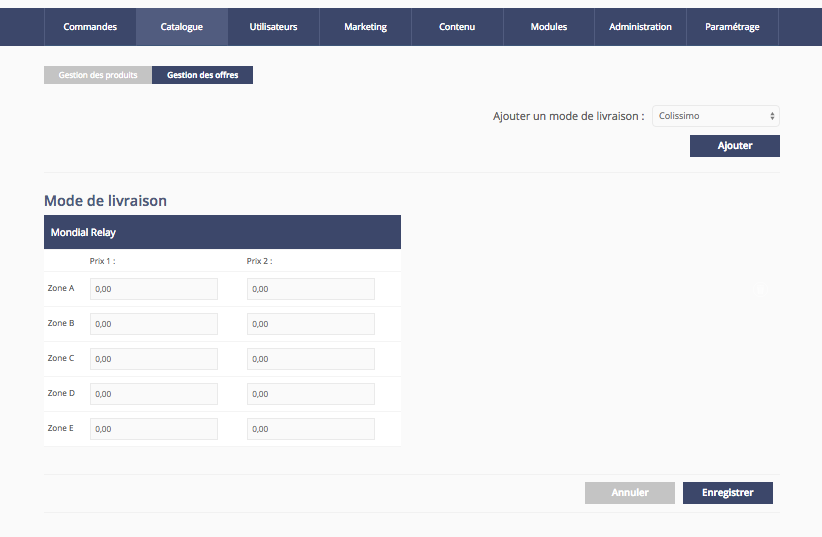 Commandes Catalogue Utilisateurs Marketing Contenu Modules Administration Paramétrage
Gestion des produits Gestion des offres
Ajouter un mode de livraison : Colissimo
Ajouter
Mode de livraison
Mondial Relay
Prix 1 : Prix 2 :
Zone A 0,00 0,00
Zone B 0,00 0,00
Zone C 0,00 0,00
Zone D 0,00 0,00
Zone E 0,00 0,00
Annuler Enregistrer